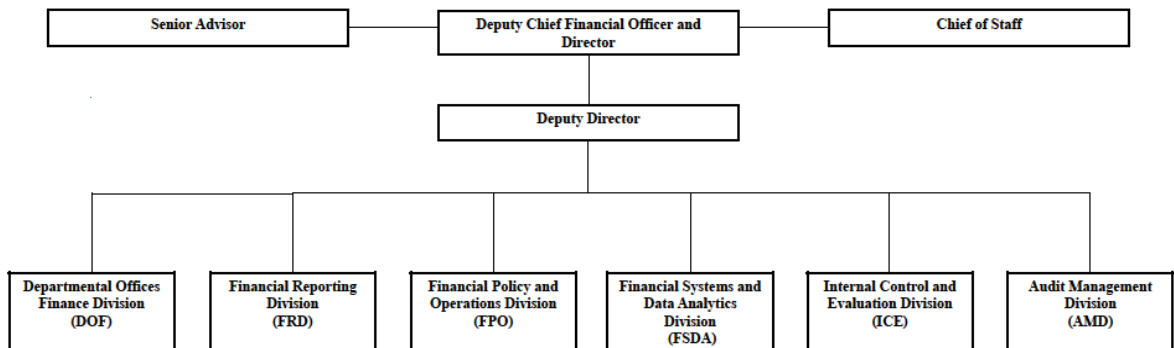 Senior Advisor
Deputy Chief Financial Officer and
Director
Chief of Staff
Deputy Director
Departmental Offices
Finance Division
(DOF)
Financial Reporting
Division
(FRD)
Financial Policy and
Operations Division
(FPO)
Financial Systems and
Data Analytics
Division
(FSDA)
Internal Control and
Evaluation Division
(ICE)
Audit Management
Division
(AMD)